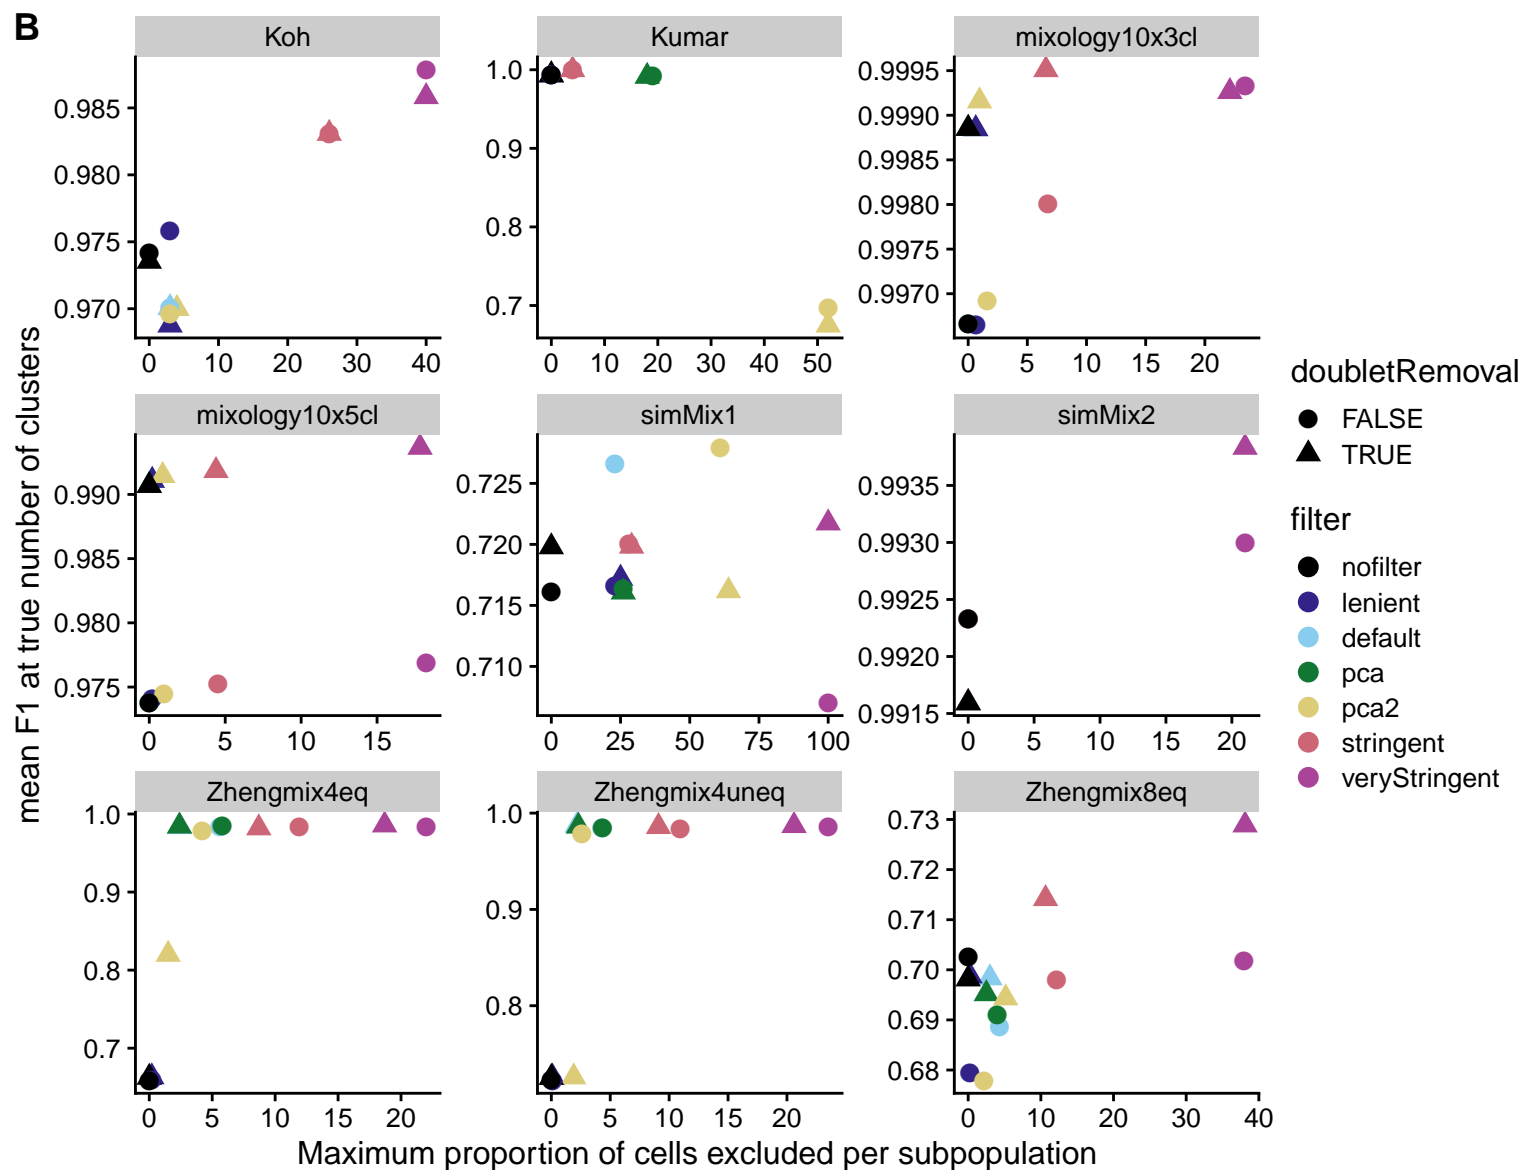 B
Koh
Kumar
mixology10x3cl
0.985
0.980
0.975
0.970
0 10 20 30 40
1.0
0.9
0.8
0.7
0 10 20 30 40 50
0.9995
0.9990
0.9985
0.9980
0.9975
0.9970
0 5 10 15 20
mixology10x5cl
simMix1
simMix2
0.990
0.985
0.980
0.975
0 5 10 15
0.725
0.720
0.715
0.710
0 25 50 75 100
0.9935
0.9930
0.9925
0.9920
0.9915
0 5 10 15 20
Zhengmix4eq
Zhengmix4uneq
Zhengmix8eq
1.0
0.9
0.8
0.7
0 5 10 15 20
1.0
0.9
0.8
0 5 10 15 20
0.73
0.72
0.71
0.70
0.69
0.68
0 10 20 30 40
mean F1 at true number of clusters
Maximum proportion of cells excluded per subpopulation
doubletRemoval
FALSE
TRUE
filter
nofilter
lenient
default
pca
pca2
stringent
veryStringent